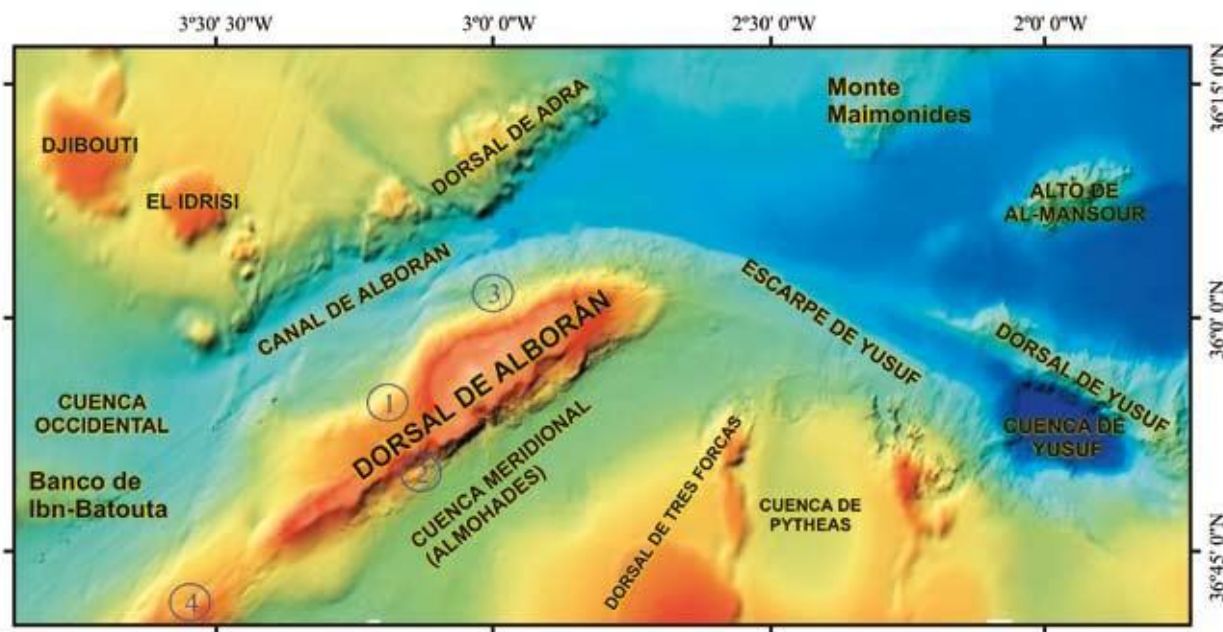 3°30' 30"W
3°0' 0"W
2°30' 0"W
2°0' 0"W
36°15' 0"N
36°0' 0"N
36°45' 0"N
Monte
Maimonides
DJIBOUTI
EL IDRISI
DORSAL DE ADRA
ALTO DE
AL-MANSOUR
CANAL DE ALBORÁN
3
ESCARPE DE YUSUF
DORSAL DE ALBORÁN
DORSAL DE YUSUF
CUENCA
OCCIDENTAL
1
CUENCA DE
YUSUF
Banco de
Ibn-Batouta
2
CUENCA MERIDIONAL
(ALMOHADES)
DORSAL DE TRES FORCAS
CUENCA DE
PYTHEAS
4